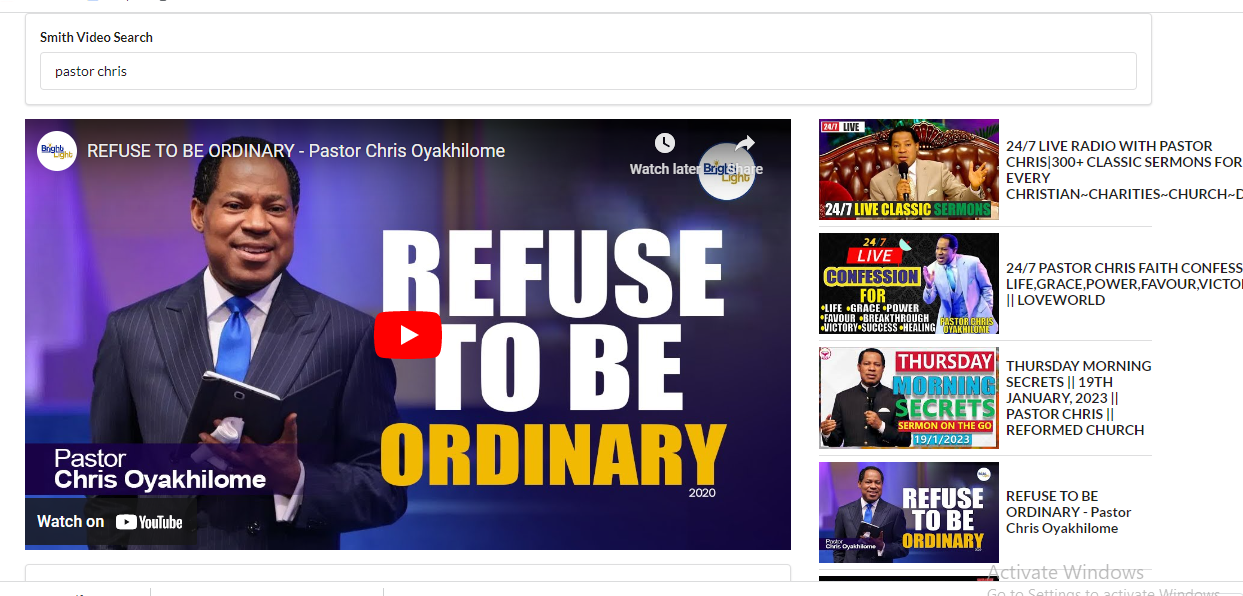 Smith Video Search
pastor chris
Bright
Light
REFUSE TO BE ORDINARY - Pastor Chris Oyakhilome
Watch later
Share
Bright
Light
REFUSE
TO BE
ORDINARY
2020
Pastor
Chris Oyakhilome
Watch on YouTube
24/7 LIVE
24/7 LIVE CLASSIC SERMONS
24/7 LIVE RADIO WITH PASTOR
CHRIS|300+ CLASSIC SERMONS FOR
EVERY
CHRISTIAN~CHARITIES~CHURCH~D
24/7
LIVE
CONFESSION
FOR
•LIFE •GRACE •POWER
•FAVOUR •BREAKTHROUGH
•VICTORY•SUCCESS •HEALING
PASTOR CHRIS
OYAKHILOME
24/7 PASTOR CHRIS FAITH CONFESS
LIFE,GRACE,POWER,FAVOUR,VICTO
|| LOVEWORLD
THURSDAY
MORNING
SECRETS
SERMON ON THE GO
19/1/2023
THURSDAY MORNING
SECRETS || 19TH
JANUARY, 2023 ||
PASTOR CHRIS ||
REFORMED CHURCH
REFUSE
TO BE
ORDINARY
Pastor
Chris Oyakhilome
REFUSE TO BE
ORDINARY - Pastor
Chris Oyakhilome
Activate Windows
Go to Settings to activate Windows.